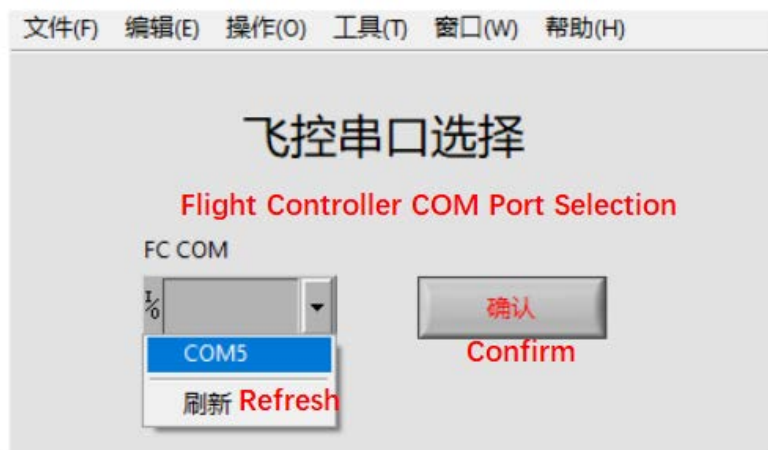 文件(F) 编辑(E) 操作(O) 工具(T) 窗口(W) 帮助(H)
飞控串口选择
Flight Controller COM Port Selection
FC COM
I/O
确认
Confirm
COM5
刷新 Refresh